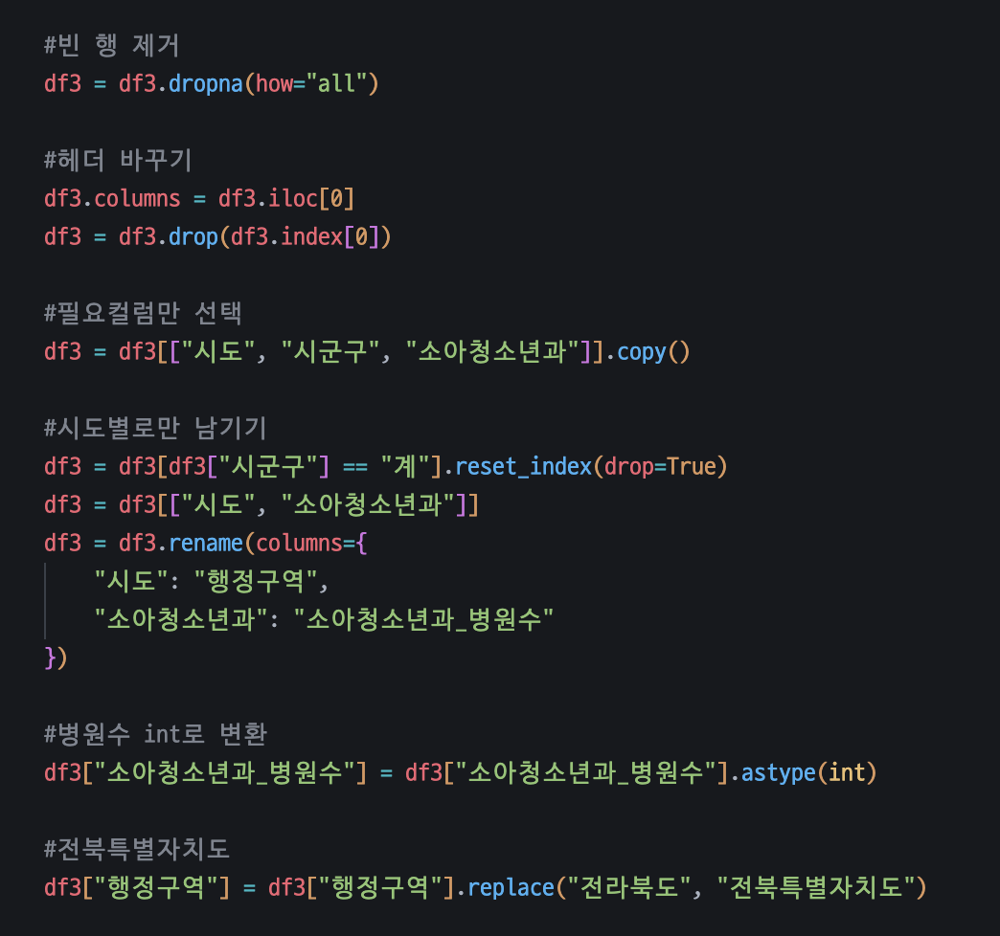 #빈 행 제거
df3 = df3.dropna(how="all")
#헤더 바꾸기
df3.columns = df3.iloc[0]
df3 = df3.drop(df3.index[0])
#필요컬럼만 선택
df3 = df3[["시도", "시군구", "소아청소년과"]].copy()
#시도별로만 남기기
df3 = df3[df3["시군구"] == "계"].reset_index(drop=True)
df3 = df3[["시도", "소아청소년과"]]
df3 = df3.rename(columns={
    "시도": "행정구역",
    "소아청소년과": "소아청소년과_병원수"
})
#병원수 int로 변환
df3["소아청소년과_병원수"] = df3["소아청소년과_병원수"].astype(int)
#전북특별자치도
df3["행정구역"] = df3["행정구역"].replace("전라북도", "전북특별자치도")